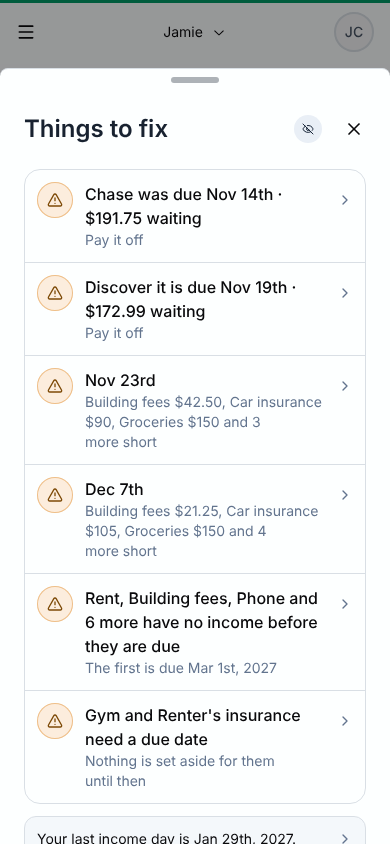 Jamie
JC
Things to fix
Chase was due Nov 14th ·
$191.75 waiting
Pay it off
Discover it is due Nov 19th ·
$172.99 waiting
Pay it off
Nov 23rd
Building fees $42.50, Car insurance
$90, Groceries $150 and 3
more short
Dec 7th
Building fees $21.25, Car insurance
$105, Groceries $150 and 4
more short
Rent, Building fees, Phone and
6 more have no income before
they are due
The first is due Mar 1st, 2027
Gym and Renter's insurance
need a due date
Nothing is set aside for them
until then
Your last income day is Jan 29th, 2027.